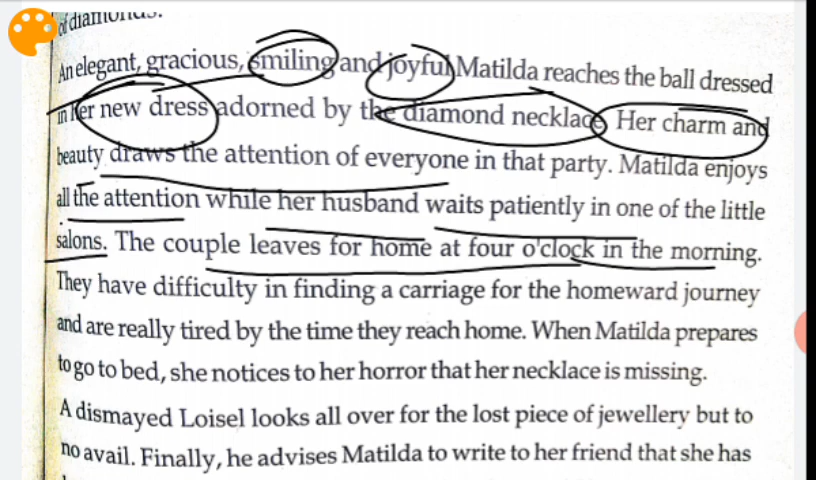 of diamonds.
An elegant, gracious, smiling and joyful Matilda reaches the ball dressed
in her new dress adorned by the diamond necklace. Her charm and
beauty draws the attention of everyone in that party. Matilda enjoys
all the attention while her husband waits patiently in one of the little
salons. The couple leaves for home at four o'clock in the morning.
They have difficulty in finding a carriage for the homeward journey
and are really tired by the time they reach home. When Matilda prepares
to go to bed, she notices to her horror that her necklace is missing.
A dismayed Loisel looks all over for the lost piece of jewellery but to
no avail. Finally, he advises Matilda to write to her friend that she has